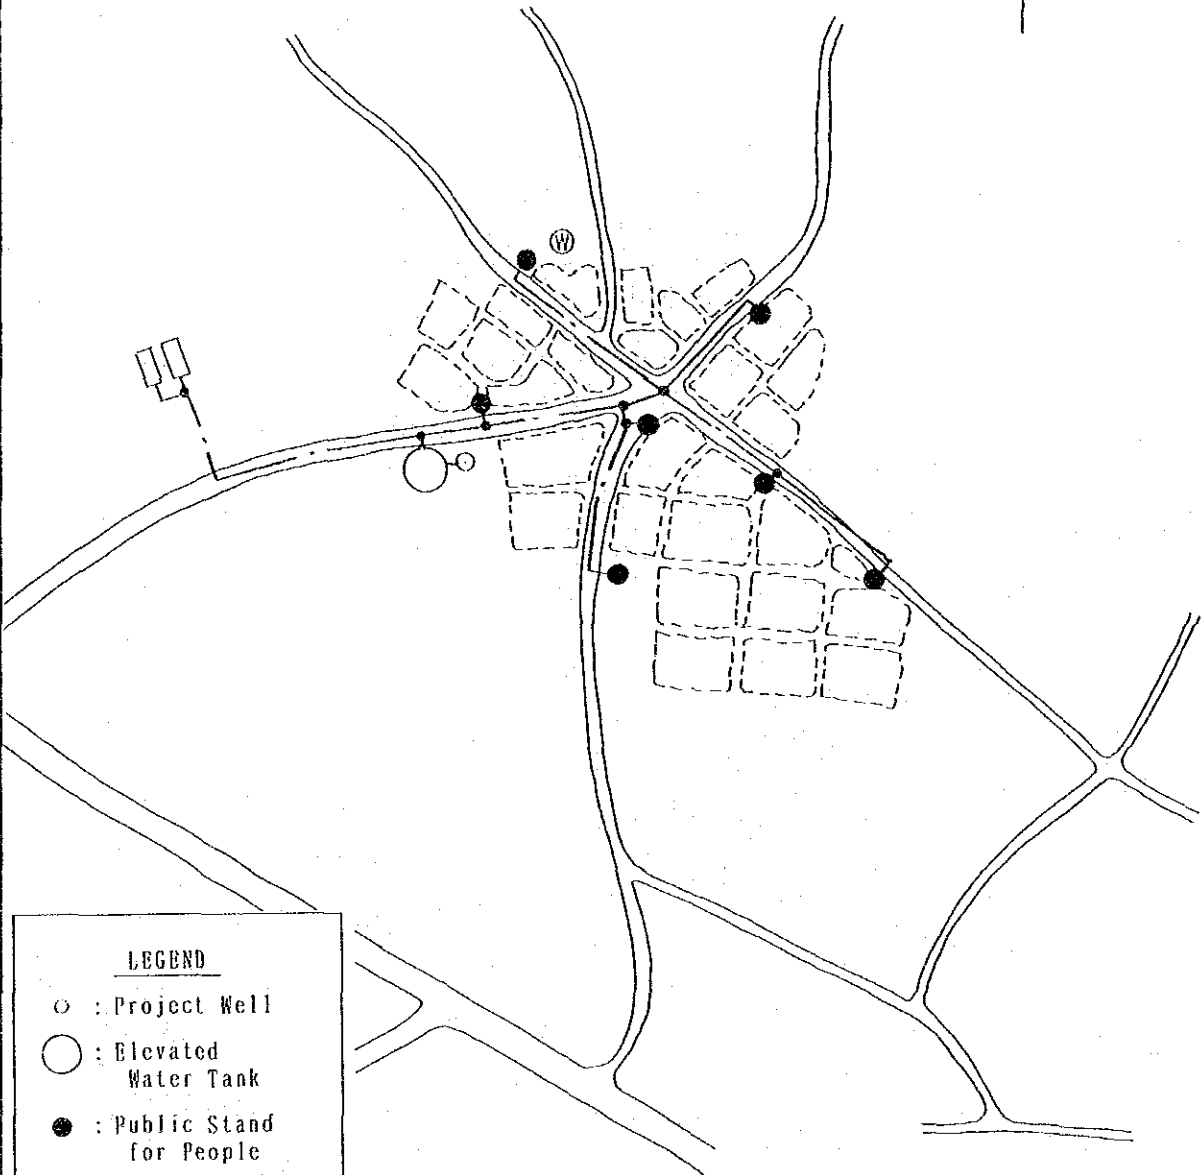 W
LEGEND
: Project Well
: Elevated
Water Tank
: Public Stand
for People